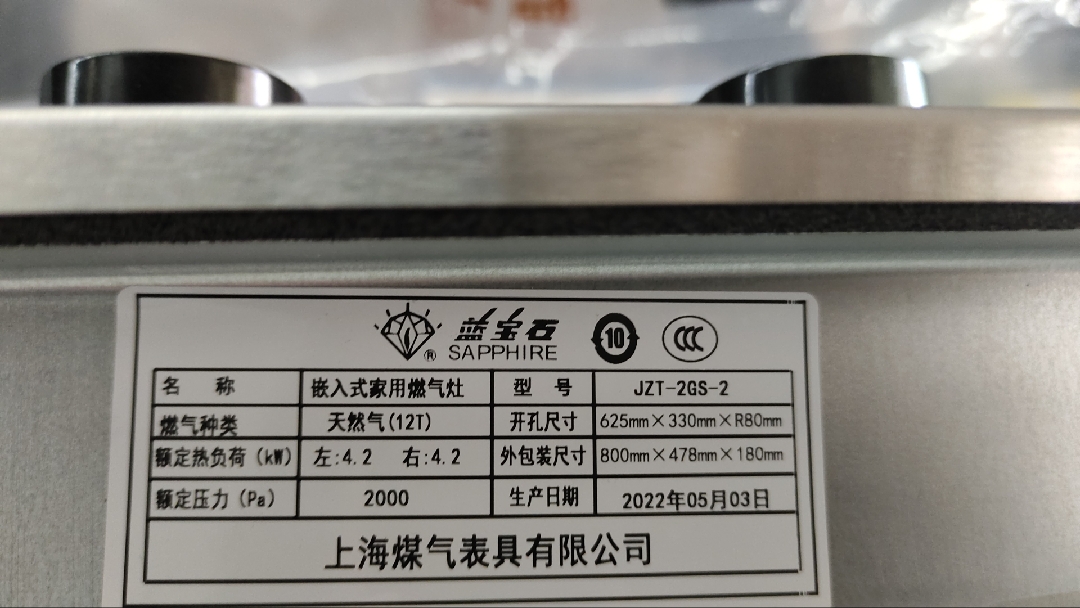 蓝宝石
® SAPPHIRE
10
CCC
名 称 嵌入式家用燃气灶 型 号 JZT-2GS-2
燃气种类 天然气(12T) 开孔尺寸 625mm×330mm×R80mm
额定热负荷(kW) 左:4.2 右:4.2 外包装尺寸 800mm×478mm×180mm
额定压力(Pa) 2000 生产日期 2022年05月03日
上海煤气表具有限公司